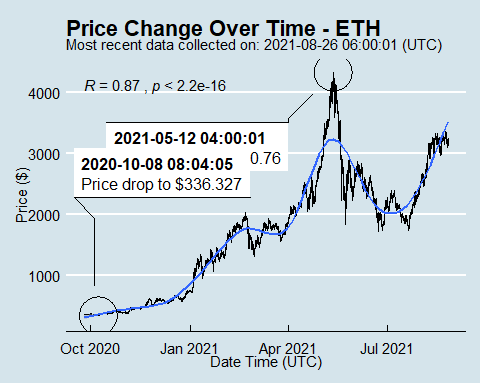 Price Change Over Time - ETH
Most recent data collected on: 2021-08-26 06:00:01 (UTC)
R = 0.87 , p < 2.2e-16
4000
2021-05-12 04:00:01
2020-10-08 08:04:05
0.76
3000
Price drop to $336.327
Price ($)
2000
1000
Oct 2020
Jan 2021
Apr 2021
Jul 2021
Date Time (UTC)